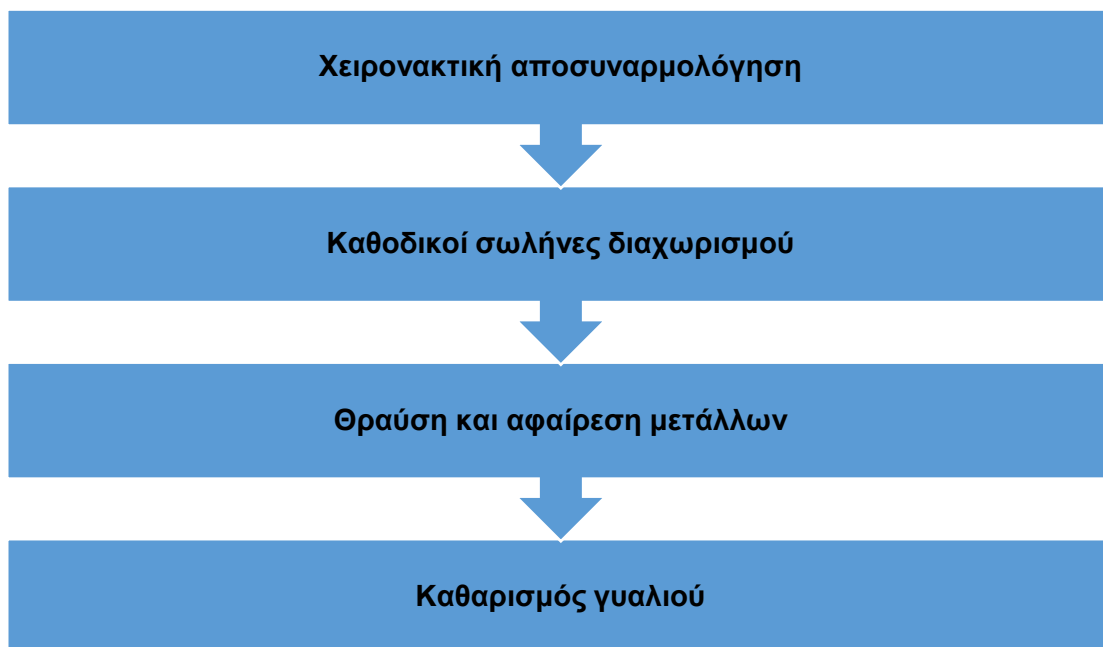 Χειρονακτική αποσυναρμολόγηση
Καθοδικοί σωλήνες διαχωρισμού
Θραύση και αφαίρεση μετάλλων
Καθαρισμός γυαλιού